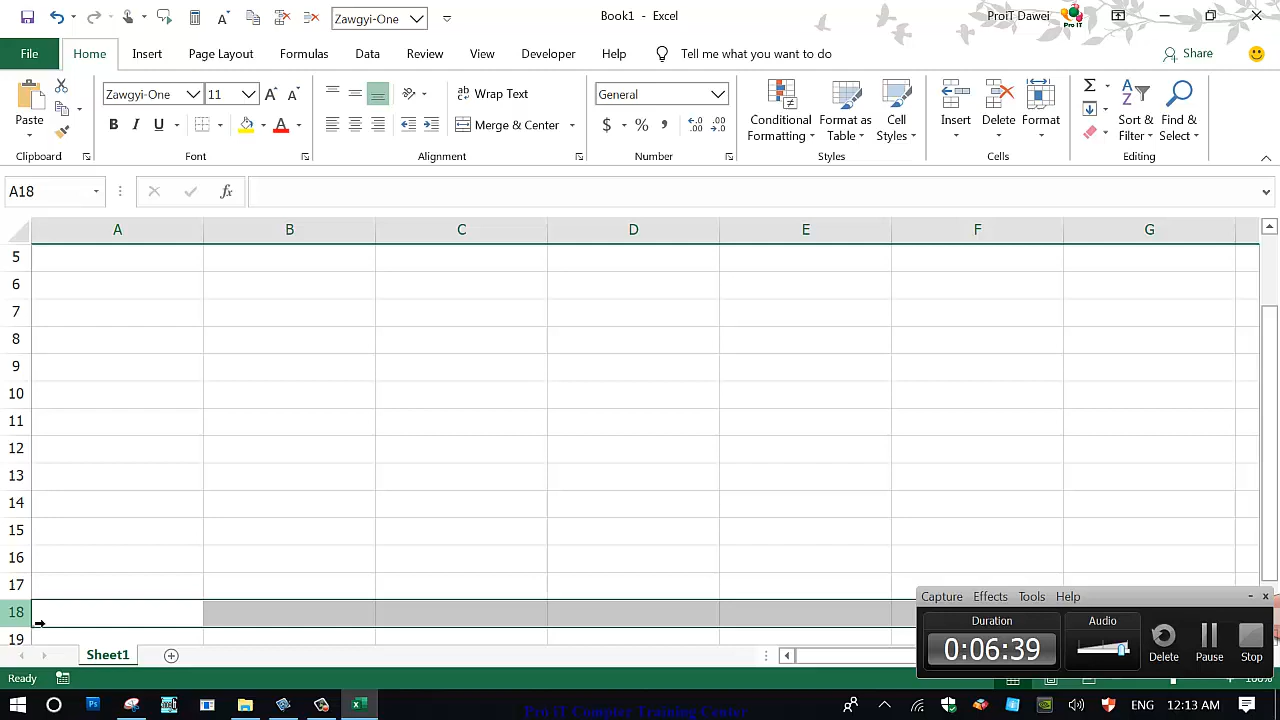 Zawgyi-One
Book1 - Excel
ProIT Dawei
Pro IT
File
Home
Insert
Page Layout
Formulas
Data
Review
View
Developer
Help
Tell me what you want to do
Share
Paste
Clipboard
Zawgyi-One
11
A
A
B
I
U
A
Font
Wrap Text
Merge & Center
Alignment
General
$
%
,
Number
Conditional Formatting
Format as Table
Cell Styles
Styles
Insert
Delete
Format
Cells
Sort & Filter
Find & Select
Editing
A18
fx
A
B
C
D
E
F
G
5
6
7
8
9
10
11
12
13
14
15
16
17
18
19
Sheet1
Ready
Capture
Effects
Tools
Help
Duration
0:06:39
Audio
Delete
Pause
Stop
ENG
12:13 AM
Pro iT Compter Training Center